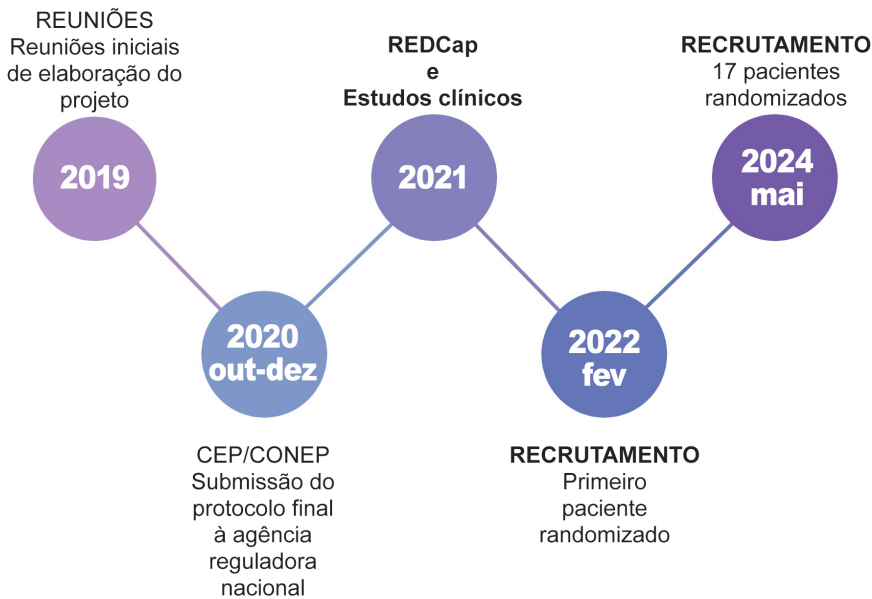 REUNIÕES
Reuniões iniciais
de elaboração do
projeto
2019
2020
out-dez
CEP/CONEP
Submissão do
protocolo final
à agência
reguladora
nacional
REDCap
e
Estudos clínicos
2021
2022
fev
RECRUTAMENTO
Primeiro
paciente
randomizado
RECRUTAMENTO
17 pacientes
randomizados
2024
mai